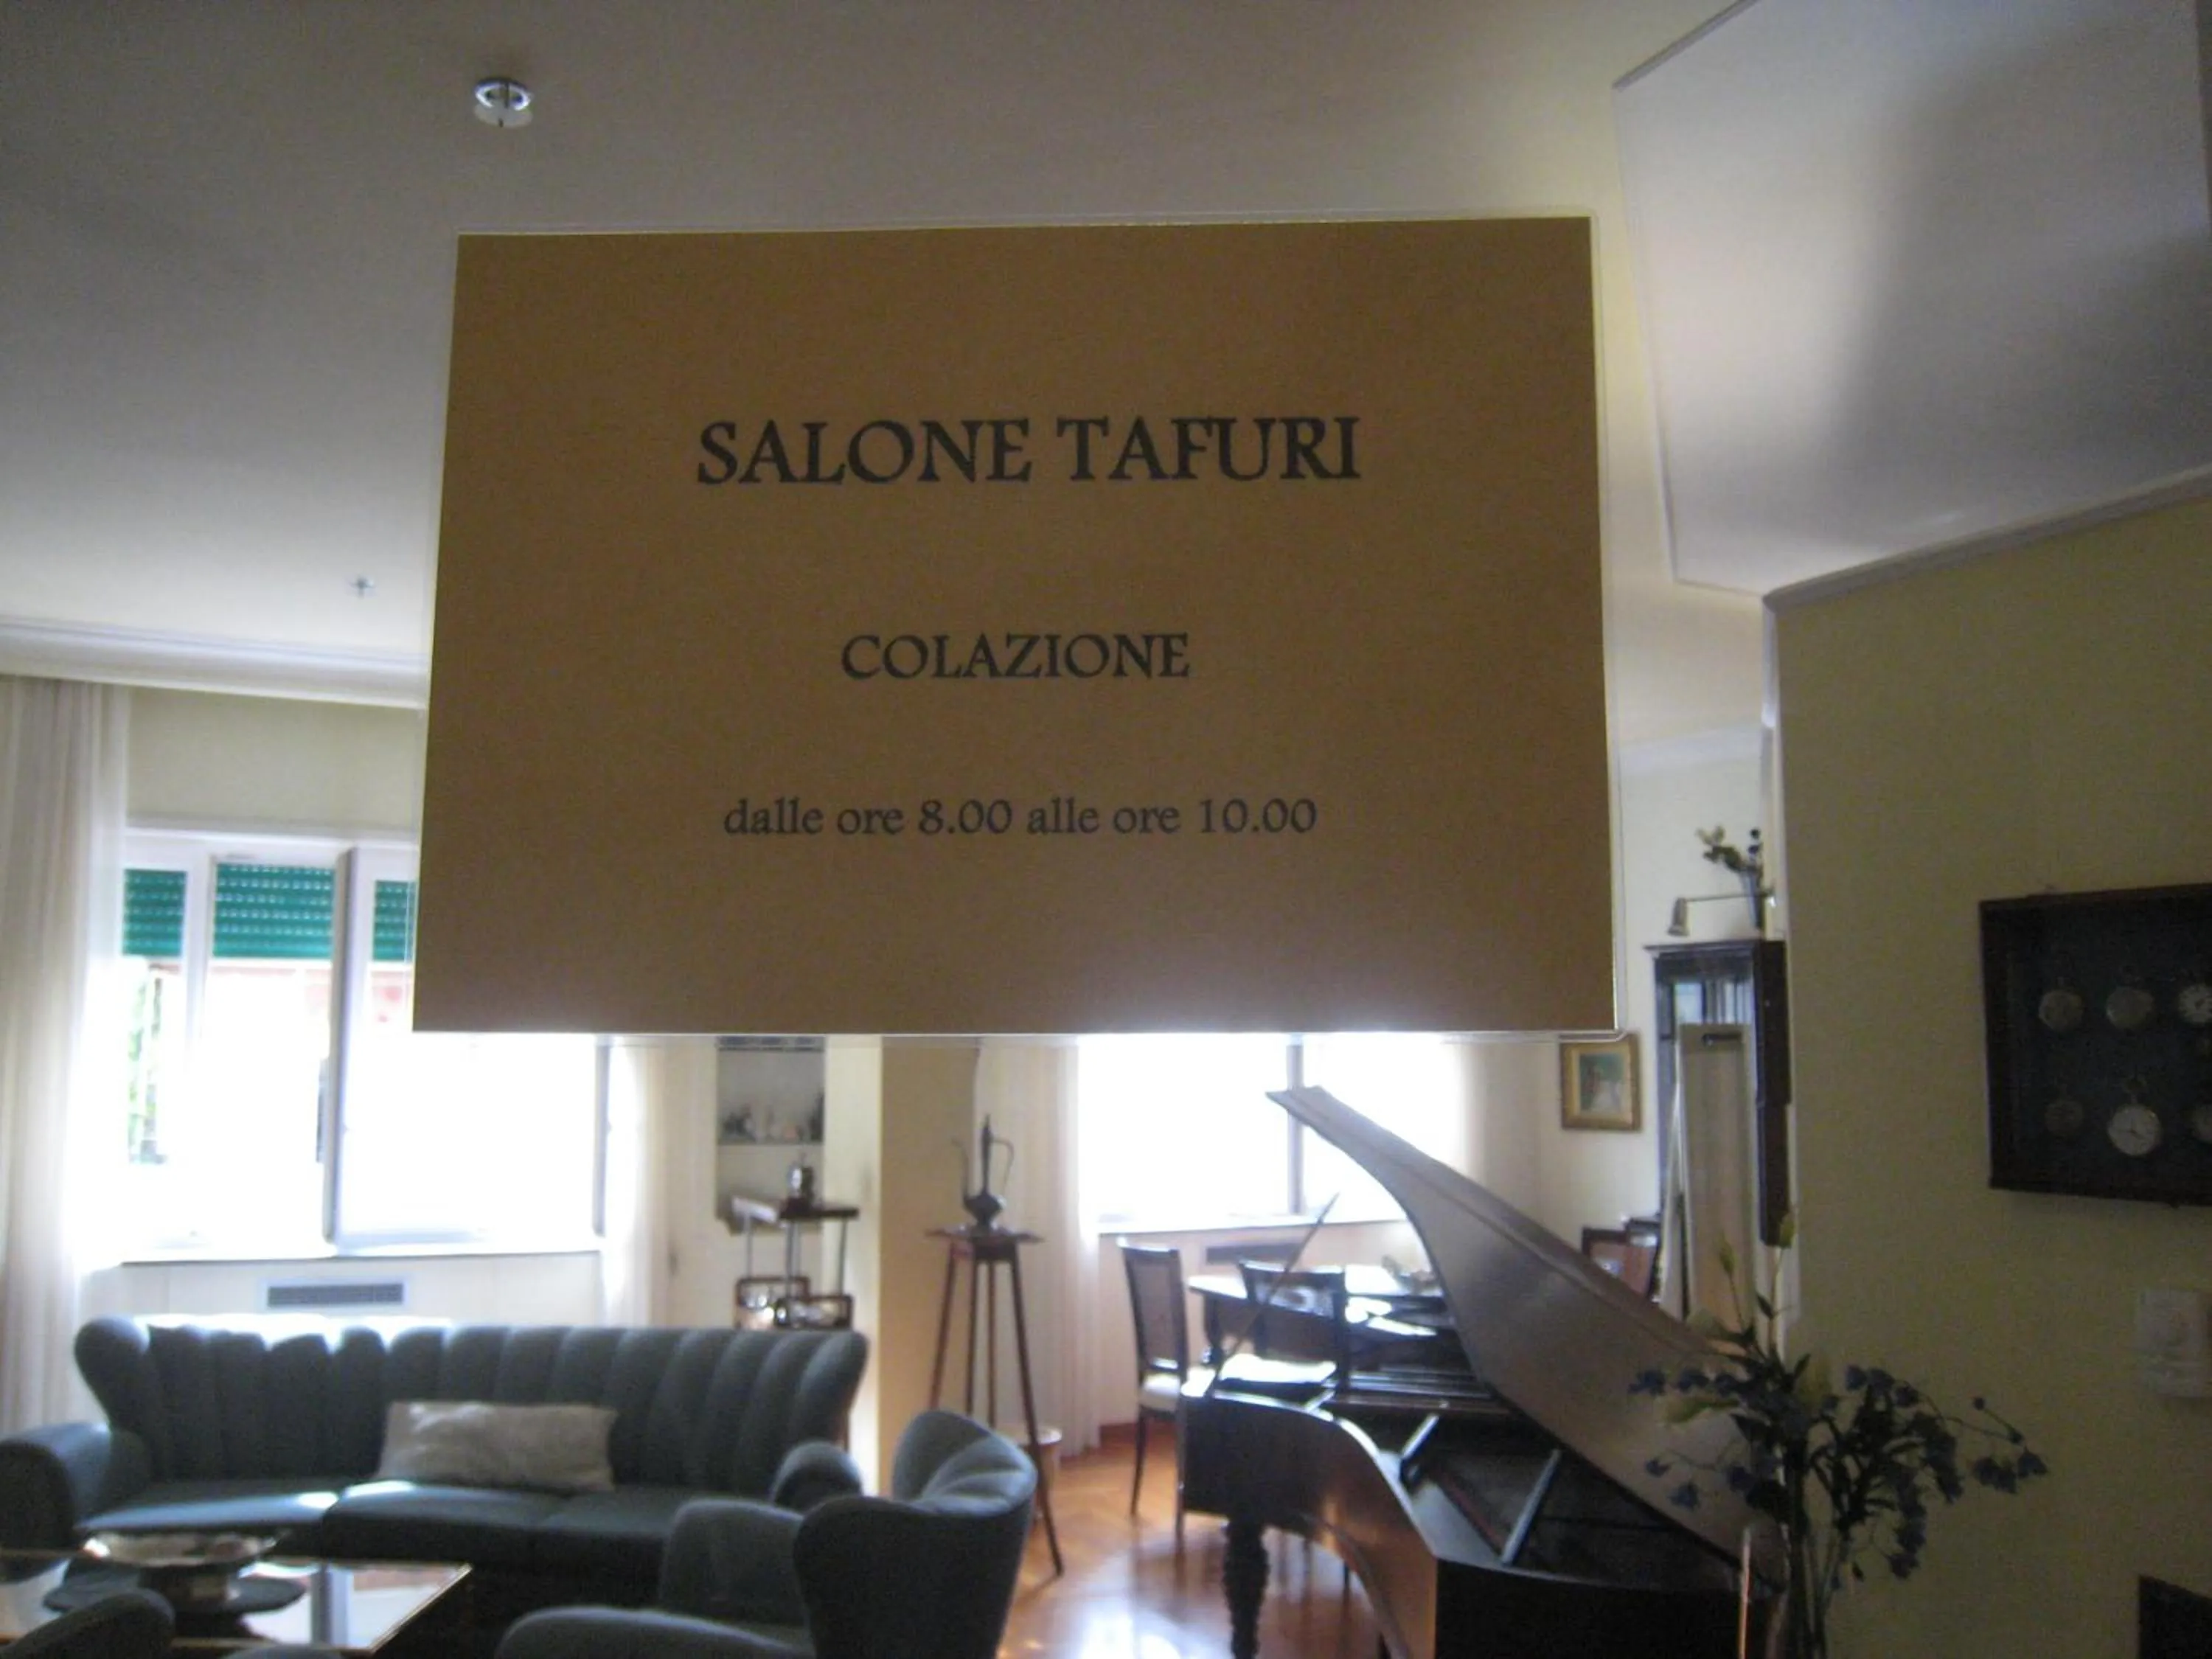 SALONE TAFURI
COLAZIONE
dalle ore 8.00 alle ore 10.00